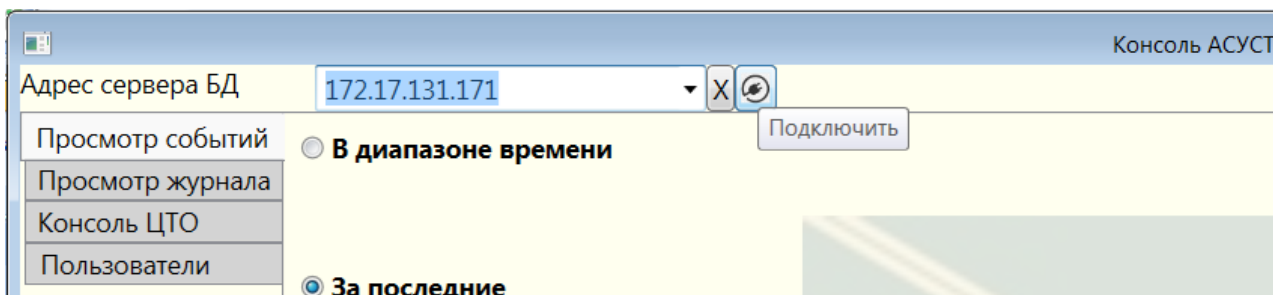 Консоль АСУСТ
Адрес сервера БД 172.17.131.171 X
Подключить
Просмотр событий
В диапазоне времени
Просмотр журнала
Консоль ЦТО
Пользователи
За последние